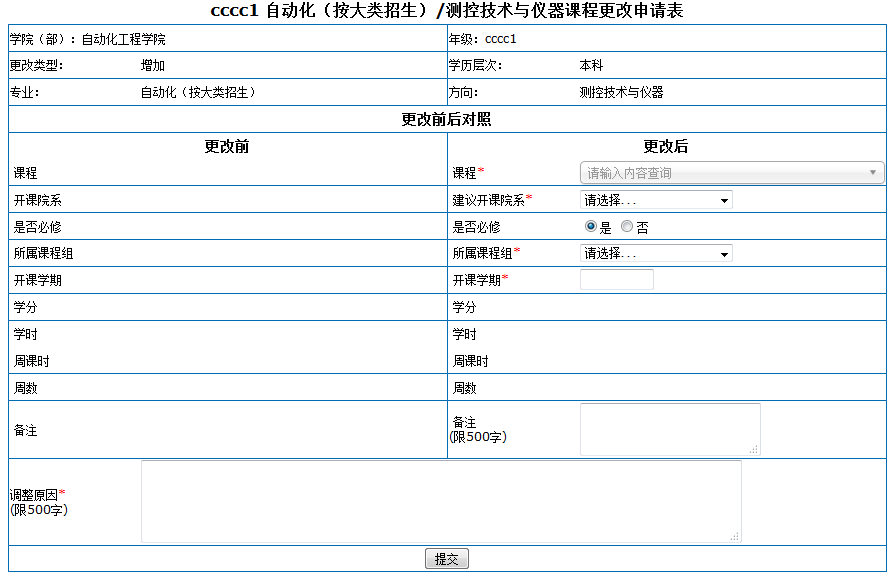 cccc1 自动化（按大类招生）/测控技术与仪器课程更改申请表
学院（部）：自动化工程学院 年级：cccc1
更改类型： 增加 学历层次： 本科
专业： 自动化（按大类招生） 方向： 测控技术与仪器
更改前后对照
更改前 更改后
课程 课程* 请输入内容查询
开课院系 建议开课院系* 请选择...
是否必修 是否必修 是 否
所属课程组 所属课程组* 请选择...
开课学期 开课学期*
学分 学分
学时 学时
周课时 周课时
周数 周数
备注 备注
(限500字)
调整原因*
(限500字)
提交